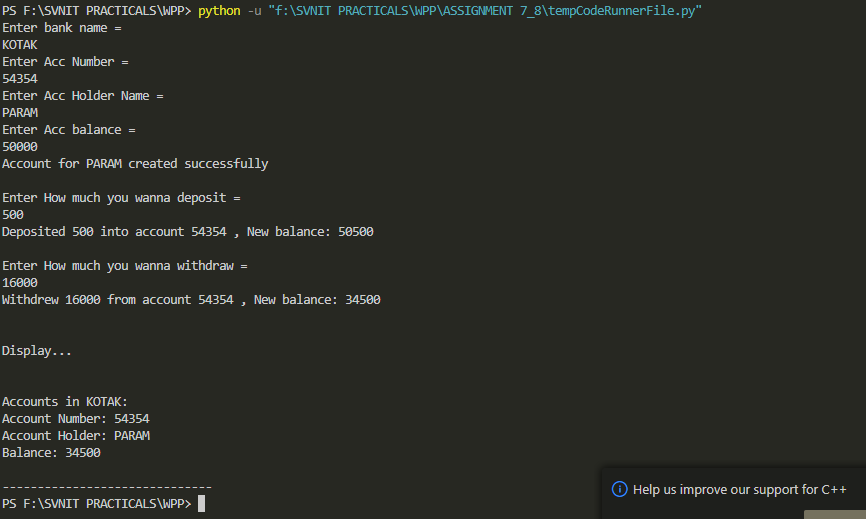 PS F:\SVNIT PRACTICALS\WPP> python -u "f:\SVNIT PRACTICALS\WPP\ASSIGNMENT 7_8\tempCodeRunnerFile.py"
Enter bank name =
KOTAK
Enter Acc Number =
54354
Enter Acc Holder Name =
PARAM
Enter Acc balance =
50000
Account for PARAM created successfully
Enter How much you wanna deposit =
500
Deposited 500 into account 54354 , New balance: 50500
Enter How much you wanna withdraw =
16000
Withdrew 16000 from account 54354 , New balance: 34500
Display...
Accounts in KOTAK:
Account Number: 54354
Account Holder: PARAM
Balance: 34500
------------------------------
PS F:\SVNIT PRACTICALS\WPP>
Help us improve our support for C++